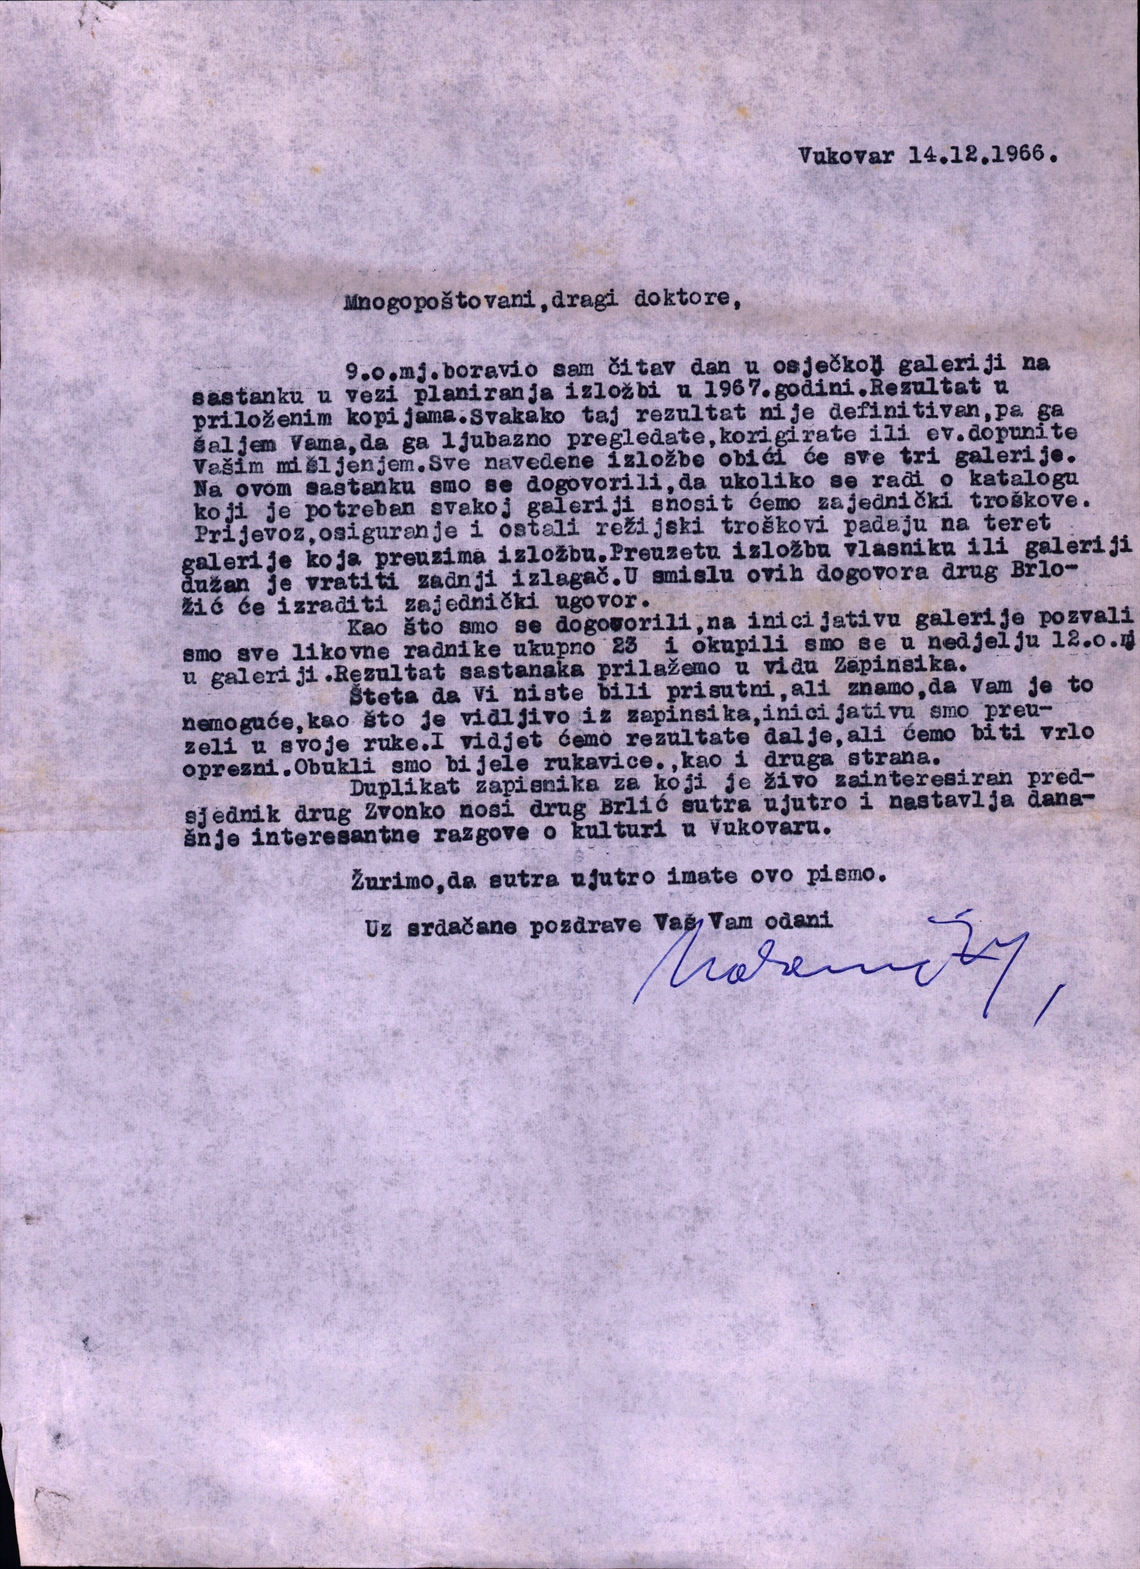 Vukovar 14.12.1966.
Mnogopoštovani,dragi doktore,
9.o.mj.boravio sam čitav dan u osječkoj galeriji na
sastanku u vezi planiranja izložbi u 1967.godini.Rezultat u
priloženim kopijama.Svakako taj rezultat nije definitivan,pa ga
šaljem Vama,da ga ljubazno pregledate,korigirate ili ev.dopunite
Vašim mišljenjem.Sve navedene izložbe obići će sve tri galerije.
Na ovom sastanku smo se dogovorili,da ukoliko se radi o katalogu
koji je potreban svakoj galeriji snosit ćemo zajednički troškove.
Prijevoz,osiguranje i ostali režijski troškovi padaju na teret
galerije koja preuzima izložbu.Preuzetu izložbu vlasniku ili galeriji
dužan je vratiti zadnji izlagač.U smislu ovih dogovora drug Brlo-
žić će izraditi zajednički ugovor.
Kao što smo se dogovorili,na inicijativu galerije pozvali
smo sve likovne radnike ukupno 23 i okupili smo se u nedjelju 12.o.mj
u galeriji.Rezultat sastanaka prilažemo u vidu Zapinsika.
Šteta da Vi niste bili prisutni,ali znamo,da Vam je to
nemoguće,kao što je vidljivo iz zapinsika,inicijativu smo preu-
zeli u svoje ruke.I vidjet ćemo rezultate dalje,ali ćemo biti vrlo
oprezni.Obukli smo bijele rukavice.,kao i druga strana.
Duplikat zapisnika za koji je živo zainteresiran pred-
sjednik drug Zvonko nosi drug Brlić sutra ujutro i nastavlja dana-
šnje interesantne razgove o kulturi u Vukovaru.
Žurimo,da sutra ujutro imate ovo pismo.
Uz srdačane pozdrave Vaš Vam odani